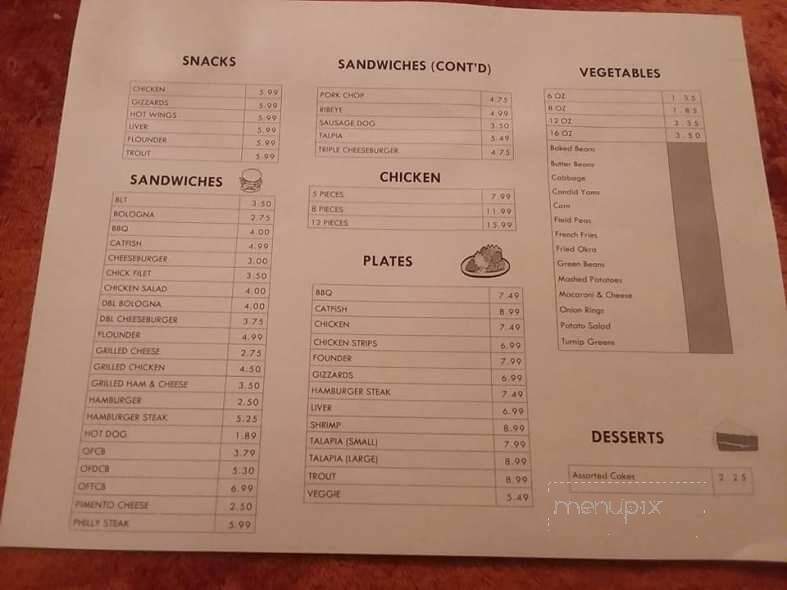 SNACKS
CHICKEN 5.99
GIZZARDS 5.99
HOT WINGS 5.99
LIVER 5.99
FLOUNDER 5.99
TROUT 5.99
SANDWICHES
BLT 3.50
BOLOGNA 2.75
BBQ 4.00
CATFISH 4.99
CHEESEBURGER 3.00
CHICK FILET 3.50
CHICKEN SALAD 4.00
DBL BOLOGNA 4.00
DBL CHEESEBURGER 3.75
FLOUNDER 4.99
GRILLED CHEESE 2.75
GRILLED CHICKEN 4.50
GRILLED HAM & CHEESE 3.50
HAMBURGER 2.50
HAMBURGER STEAK 5.25
HOT DOG 1.89
OFCB 3.79
OFDCB 5.30
OFTCB 6.99
PIMENTO CHEESE 2.50
PHILLY STEAK 5.99
SANDWICHES (CONT'D)
PORK CHOP 4.75
RIBEYE 4.99
SAUSAGE DOG 3.50
TALPIA 5.49
TRIPLE CHEESEBURGER 4.75
CHICKEN
5 PIECES 7.99
8 PIECES 11.99
12 PIECES 15.99
PLATES
BBQ 7.49
CATFISH 8.99
CHICKEN 7.49
CHICKEN STRIPS 6.99
FOUNDER 7.99
GIZZARDS 6.99
HAMBURGER STEAK 7.49
LIVER 6.99
SHRIMP 8.99
TALAPIA (SMALL) 7.99
TALAPIA (LARGE) 8.99
TROUT 8.99
VEGGIE 5.49
VEGETABLES
6 OZ 1.35
8 OZ 1.85
12 OZ
16 OZ 3.50
Baked Beans
Butter Beans
Cabbage
Candid Yams
Corn
Field Peas
French Fries
Fried Okra
Green Beans
Mashed Potatoes
Macaroni & Cheese
Onion Rings
Potato Salad
Turnip Greens
DESSERTS
Assorted Cakes 2.25
menupix